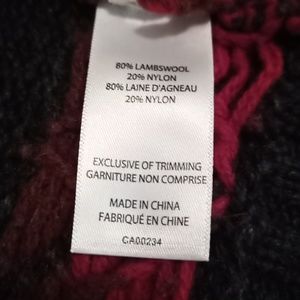 80% LAMBSWOOL
20% NYLON
80% LAINE D'AGNEAU
20% NYLON
EXCLUSIVE OF TRIMMING
GARNITURE NON COMPRISE
MADE IN CHINA
FABRIQUÉ EN CHINE
CA00234